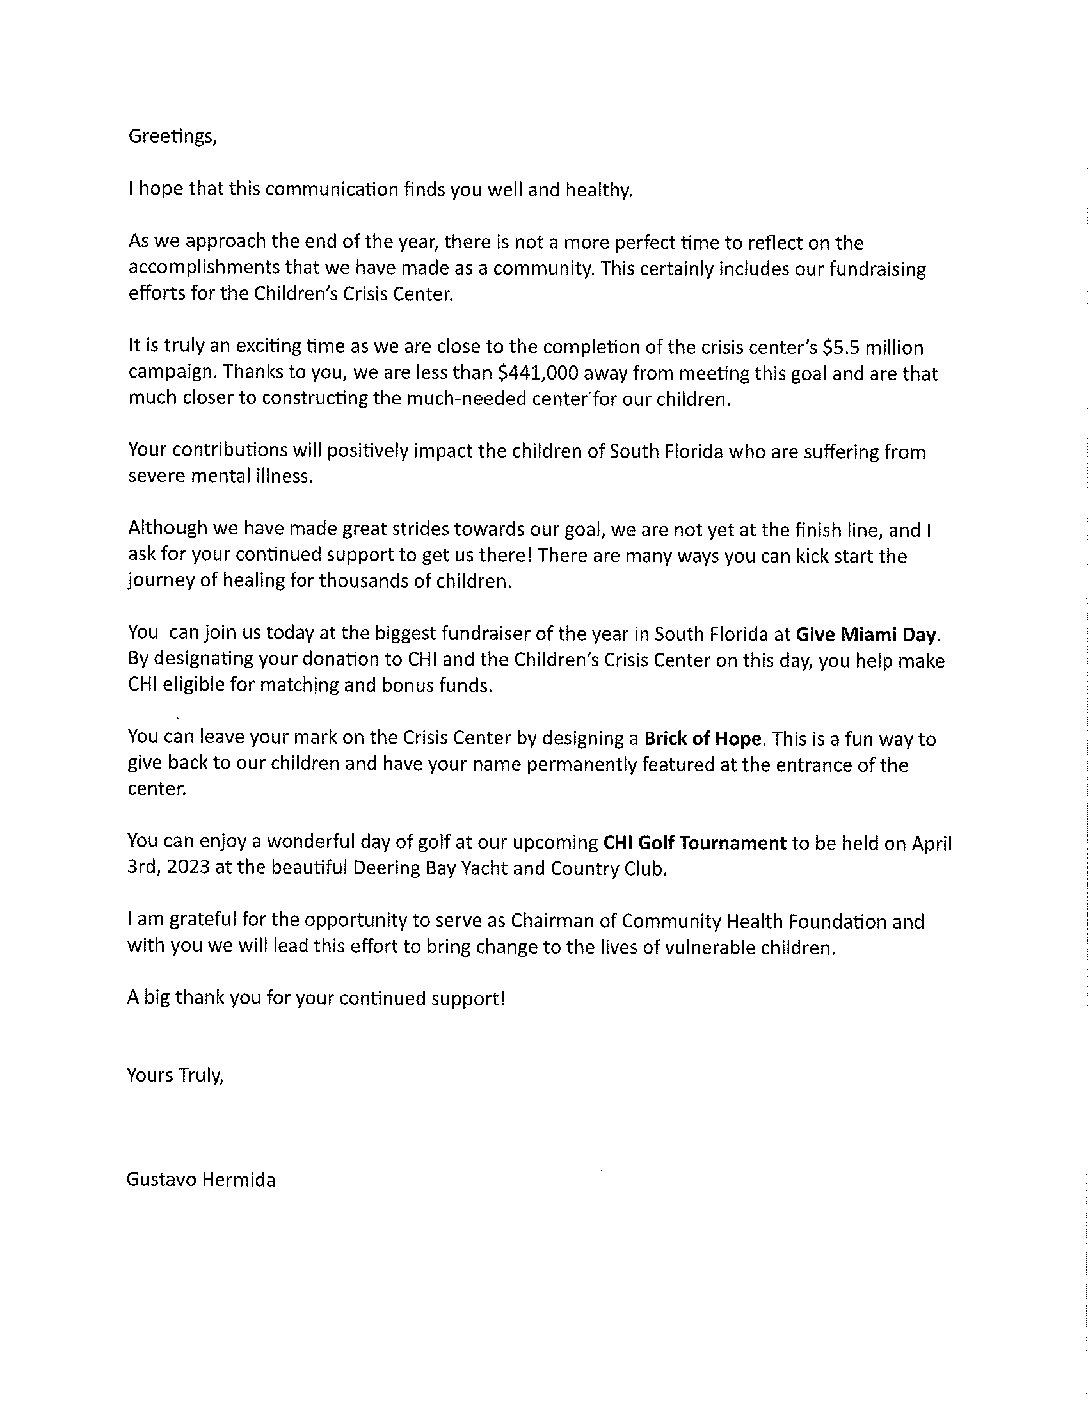 Greetings,
I hope that this communication finds you well and healthy.
As we approach the end of the year, there is not a more perfect time to reflect on the
accomplishments that we have made as a community. This certainly includes our fundraising
efforts for the Children's Crisis Center.
It is truly an exciting time as we are close to the completion of the crisis center's $5.5 million
campaign. Thanks to you, we are less than $441,000 away from meeting this goal and are that
much closer to constructing the much-needed center for our children.
Your contributions will positively impact the children of South Florida who are suffering from
severe mental illness.
Although we have made great strides towards our goal, we are not yet at the finish line, and I
ask for your continued support to get us there! There are many ways you can kick start the
journey of healing for thousands of children.
You can join us today at the biggest fundraiser of the year in South Florida at Give Miami Day.
By designating your donation to CHI and the Children's Crisis Center on this day, you help make
CHI eligible for matching and bonus funds.
You can leave your mark on the Crisis Center by designing a Brick of Hope. This is a fun way to
give back to our children and have your name permanently featured at the entrance of the
center.
You can enjoy a wonderful day of golf at our upcoming CHI Golf Tournament to be held on April
3rd, 2023 at the beautiful Deering Bay Yacht and Country Club.
I am grateful for the opportunity to serve as Chairman of Community Health Foundation and
with you we will lead this effort to bring change to the lives of vulnerable children.
A big thank you for your continued support!
Yours Truly,
Gustavo Hermida